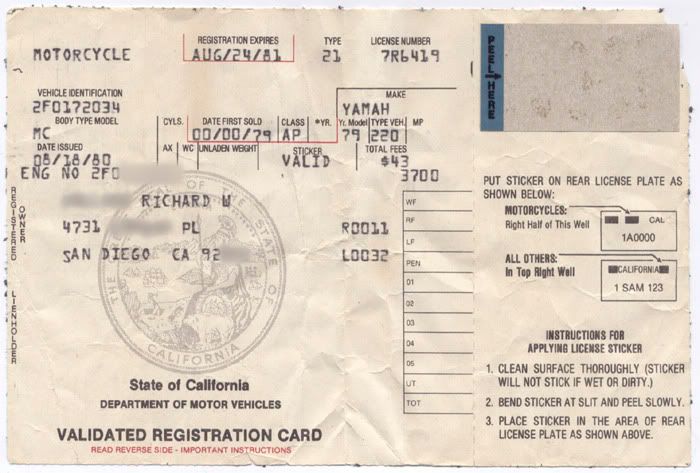 REGISTRATION EXPIRES TYPE LICENSE NUMBER
MOTORCYCLE AUG/24/81 21 7R6419
VEHICLE IDENTIFICATION MAKE
2F0172034 YAMAH
BODY TYPE MODEL CYLS. DATE FIRST SOLD CLASS *YR. Yr. Model TYPE VEH. MP
MC 00/00/79 AP 79 220
DATE ISSUED AX WC UNLADEN WEIGHT STICKER TOTAL FEES
08/18/80 VALID $43
ENG NO 2F0 3700
RICHARD W
4731 PL R0011
SAN DIEGO CA 92 L0032
REGISTERED OWNER
LIENHOLDER
WF
RF
LF
PEN
01
02
03
04
05
UT
TOT
THE GREAT SEAL OF THE STATE OF CALIFORNIA
State of California
DEPARTMENT OF MOTOR VEHICLES
VALIDATED REGISTRATION CARD
READ REVERSE SIDE - IMPORTANT INSTRUCTIONS
PEEL HERE
PUT STICKER ON REAR LICENSE PLATE AS
SHOWN BELOW:
MOTORCYCLES:
Right Half of This Well
CAL
1A0000
ALL OTHERS:
In Top Right Well
CALIFORNIA
1 SAM 123
INSTRUCTIONS FOR
APPLYING LICENSE STICKER
1. CLEAN SURFACE THOROUGHLY (STICKER
WILL NOT STICK IF WET OR DIRTY.)
2. BEND STICKER AT SLIT AND PEEL SLOWLY.
3. PLACE STICKER IN THE AREA OF REAR
LICENSE PLATE AS SHOWN ABOVE.